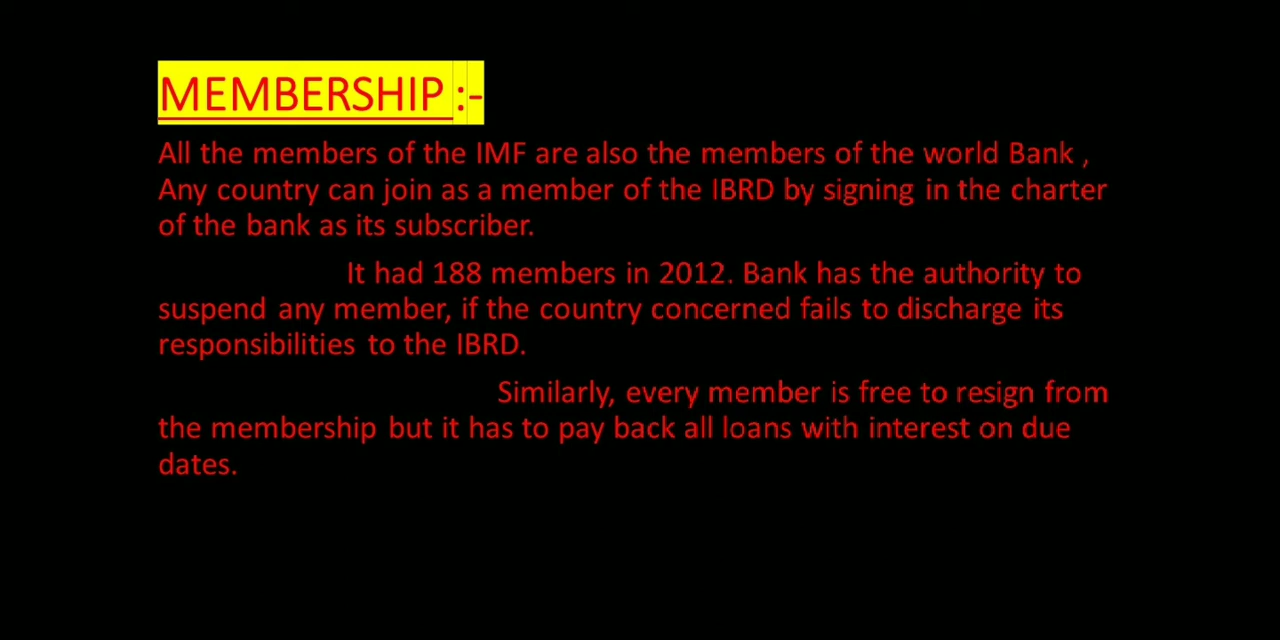 MEMBERSHIP :-
All the members of the IMF are also the members of the world Bank ,
Any country can join as a member of the IBRD by signing in the charter
of the bank as its subscriber.
It had 188 members in 2012. Bank has the authority to
suspend any member, if the country concerned fails to discharge its
responsibilities to the IBRD.
Similarly, every member is free to resign from
the membership but it has to pay back all loans with interest on due
dates.